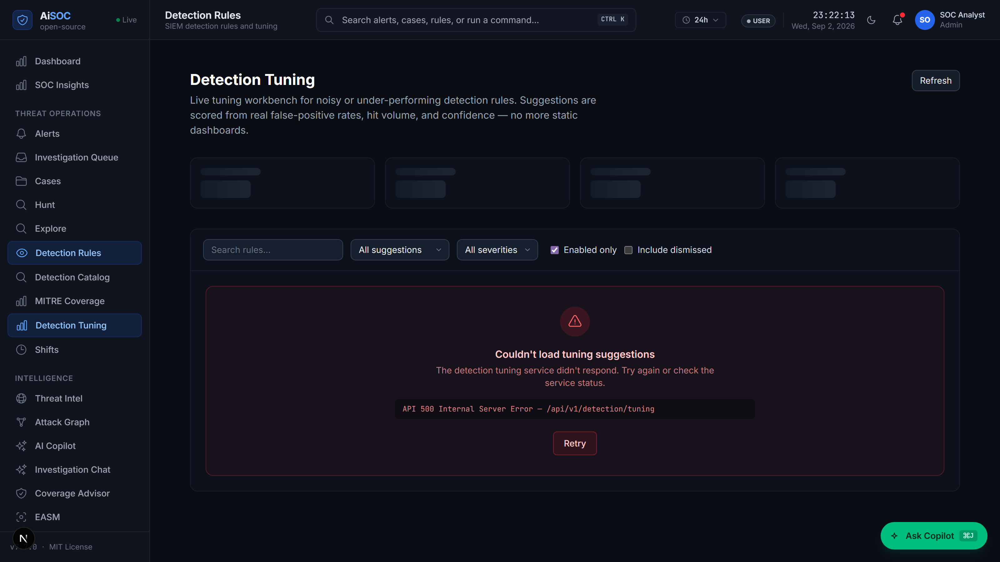 AiSOC
open-source
Live
Detection Rules
SIEM detection rules and tuning
Search alerts, cases, rules, or run a command...
CTRL K
24h
USER
23:22:13
Wed, Sep 2, 2026
SO
SOC Analyst
Admin
Dashboard
SOC Insights
THREAT OPERATIONS
Alerts
Investigation Queue
Cases
Hunt
Explore
Detection Rules
Detection Catalog
MITRE Coverage
Detection Tuning
Shifts
INTELLIGENCE
Threat Intel
Attack Graph
AI Copilot
Investigation Chat
Coverage Advisor
EASM
N
· MIT License
Detection Tuning
Refresh
Live tuning workbench for noisy or under-performing detection rules. Suggestions are
scored from real false-positive rates, hit volume, and confidence — no more static
dashboards.
Search rules...
All suggestions
All severities
Enabled only
Include dismissed
Couldn't load tuning suggestions
The detection tuning service didn't respond. Try again or check the
service status.
API 500 Internal Server Error — /api/v1/detection/tuning
Retry
Ask Copilot
⌘J